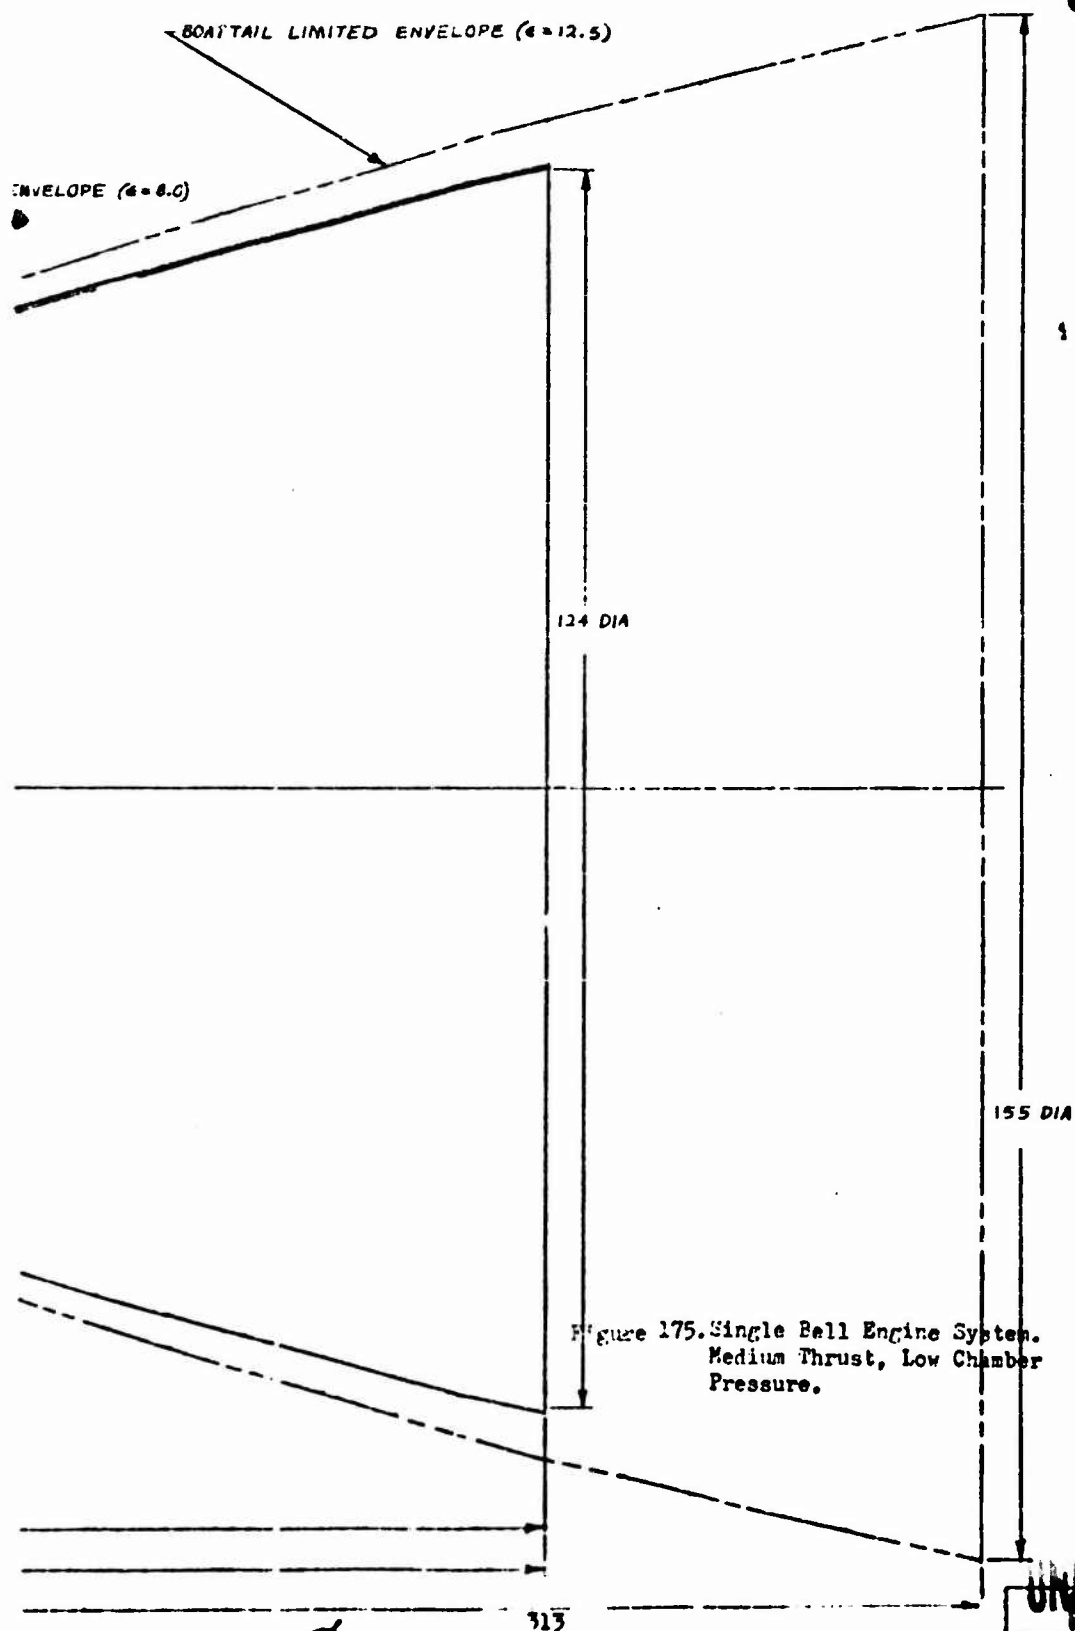 BOATTAIL LIMITED ENVELOPE (ϵ = 12.5)
ENVELOPE (ϵ = 8.0)
124 DIA
155 DIA
Figure 175. Single Bell Engine System.
Medium Thrust, Low Chamber
Pressure.
313